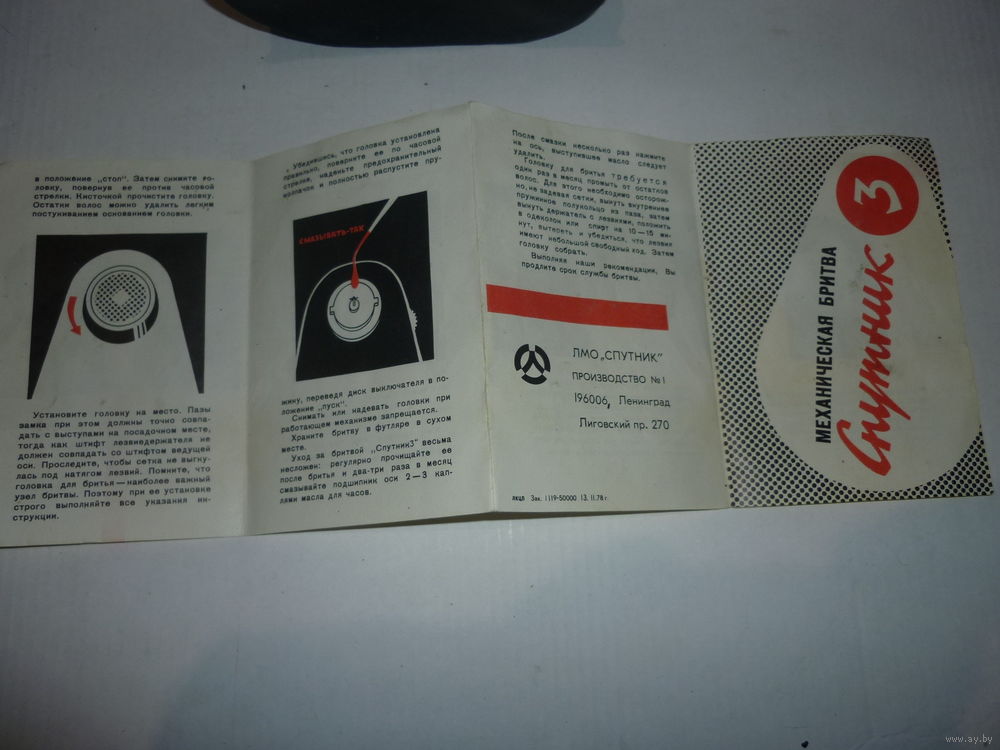 в положение „стоп". Затем снимите го-
ловку, повернув ее против часовой
стрелки. Кисточкой прочистите головку.
Остатки волос можно удалить легким
постукиванием основанием головки.
Установите головку на место. Пазы
замка при этом должны точно совпа-
дать с выступами на посадочном месте,
тогда как штифт лезвиедержателя не
должен совпадать со штифтом ведущей
оси. Проследите, чтобы сетка не выгну-
лась под натягом лезвий. Помните, что
головка для бритья — наиболее важный
узел бритвы. Поэтому при ее установке
строго выполняйте все указания ин-
струкции.
Убедившись, что головка установлена
правильно, поверните ее по часовой
стрелке, наденьте предохранительный
колпачок и полностью распустите пру-
СМАЗЫВАТЬ-ТАК
жину, переведя диск выключателя в по-
ложение „пуск".
Снимать или надевать головки при
работающем механизме запрещается.
Храните бритву в футляре в сухом
месте.
Уход за бритвой „Спутник3" весьма
несложен: регулярно прочищайте ее
после бритья и два-три раза в месяц
смазывайте подшипник оси 2—3 кап-
лями масла для часов.
После смазки несколько раз нажмите
на ось, выступившее масло следует
удалить.
Головку для бритья требуется
один раз в месяц промыть от остатков
волос. Для этого необходимо осторож-
но, не задевая сетки, вынуть внутреннее
пружинное полукольцо из паза, затем
вынуть держатель с лезвиями, положить
в одеколон или спирт на 10—15 ми-
нут, вытереть и убедиться, что лезвия
имеют небольшой свободный ход. Затем
головку собрать.
Выполняя наши рекомендации, Вы
продлите срок службы бритвы.
ЛМО „СПУТНИК"
ПРОИЗВОДСТВО №1
196006, Ленинград
Лиговский пр. 270
Зак. 1119-50000 13. II. 78 г.
МЕХАНИЧЕСКАЯ БРИТВА
Спутник
3
www.ay.by